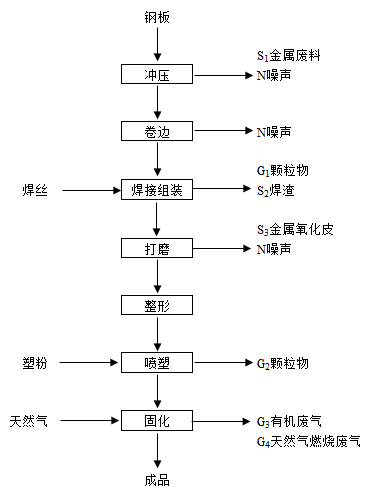 钢板
S₁金属废料
冲压
N噪声
卷边
N噪声
G₁颗粒物
焊丝
焊接组装
S₂焊渣
S₃金属氧化皮
打磨
N噪声
整形
塑粉
喷塑
G₂颗粒物
天然气
固化
G₃有机废气
G₄天然气燃烧废气
成品